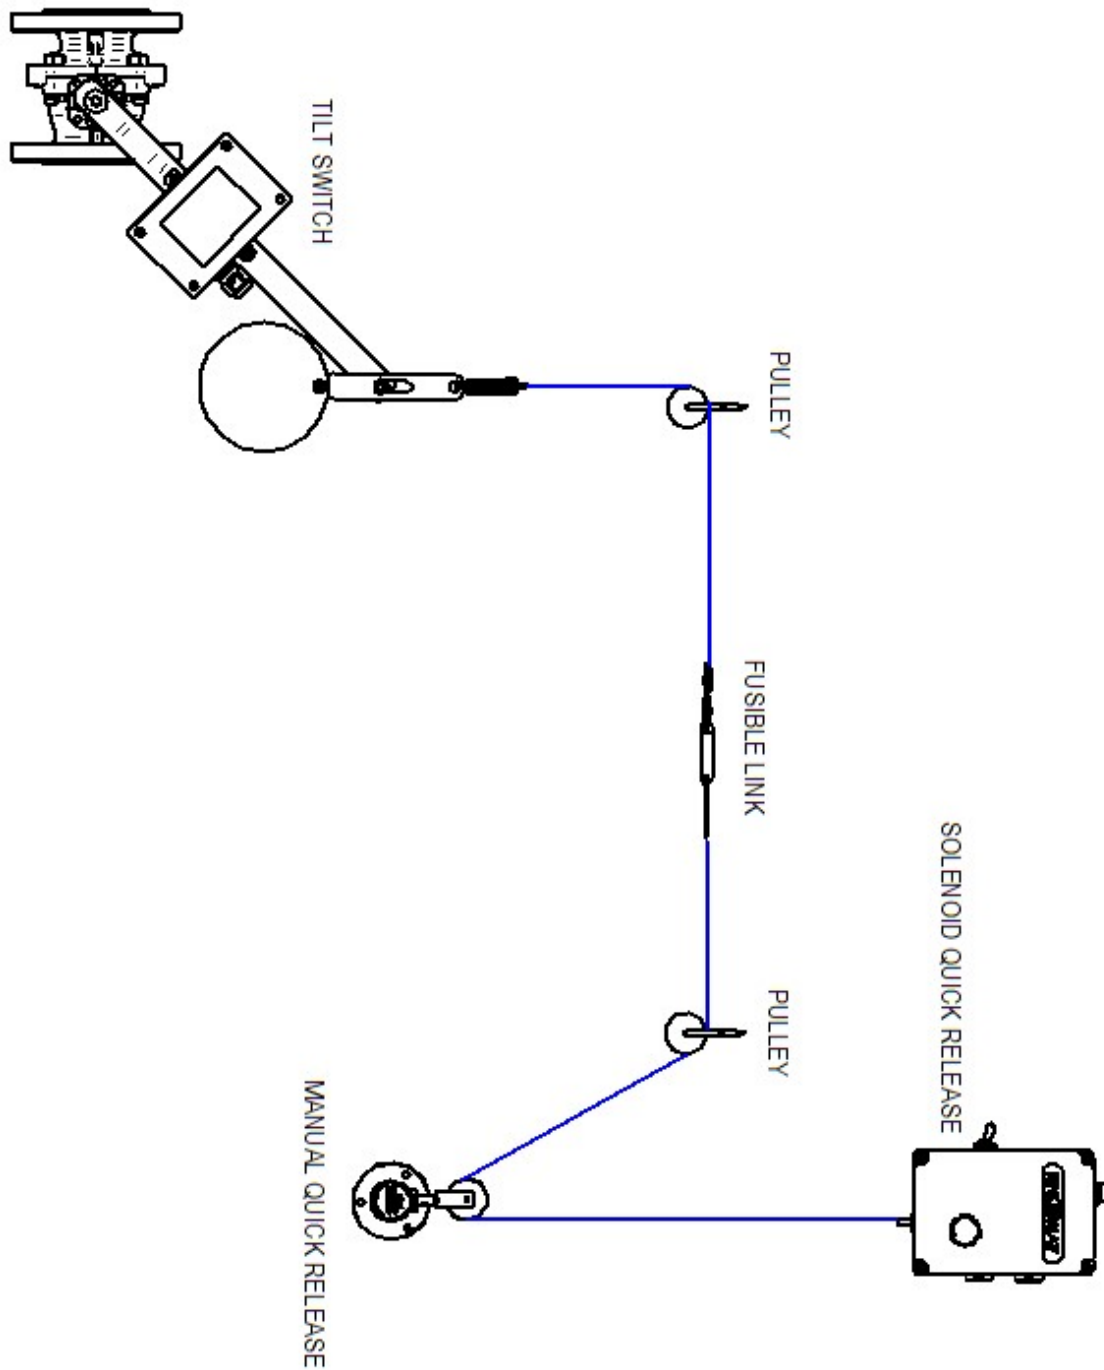 TILT SWITCH
PULLEY
FUSIBLE LINK
SOLENOID QUICK RELEASE
PULLEY
MANUAL QUICK RELEASE